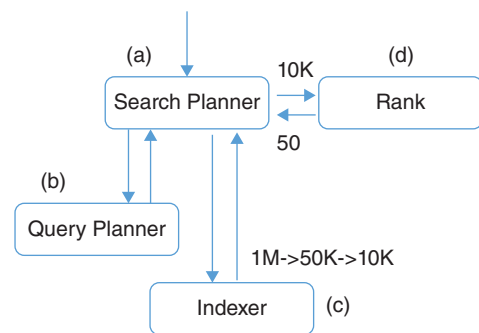 (a)
(d)
10K
Search Planner
Rank
50
(b)
Query Planner
1M->50K->10K
Indexer
(c)